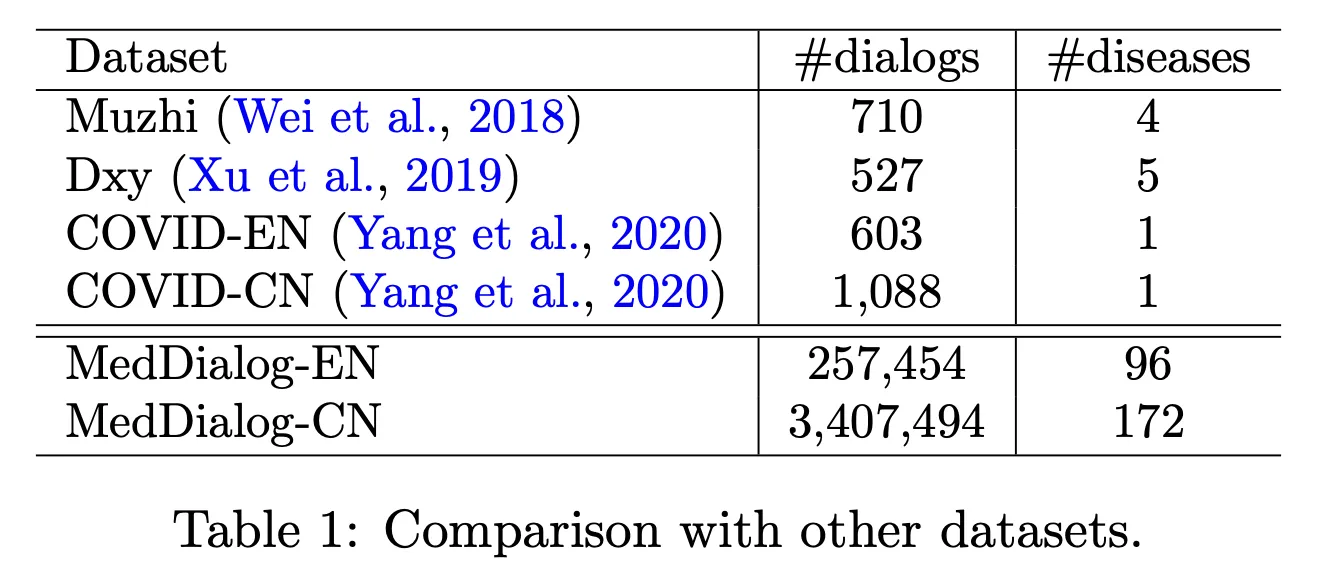 Dataset #dialogs #diseases
Muzhi (Wei et al., 2018) 710 4
Dxy (Xu et al., 2019) 527 5
COVID-EN (Yang et al., 2020) 603 1
COVID-CN (Yang et al., 2020) 1,088 1
MedDialog-EN 257,454 96
MedDialog-CN 3,407,494 172
Table 1: Comparison with other datasets.